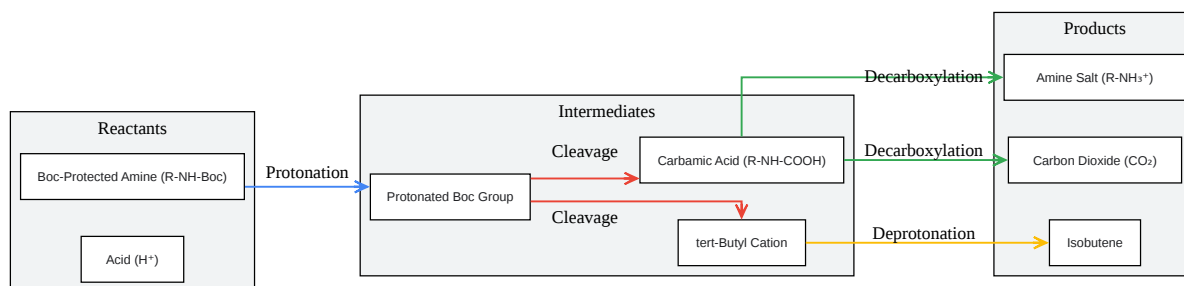 Products
Decarboxylation
Amine Salt (R-NH₃⁺)
Intermediates
Reactants
Cleavage
Carbamic Acid (R-NH-COOH)
Decarboxylation
Carbon Dioxide (CO₂)
Boc-Protected Amine (R-NH-Boc)
Protonation
Protonated Boc Group
Cleavage
tert-Butyl Cation
Deprotonation
Isobutene
Acid (H⁺)